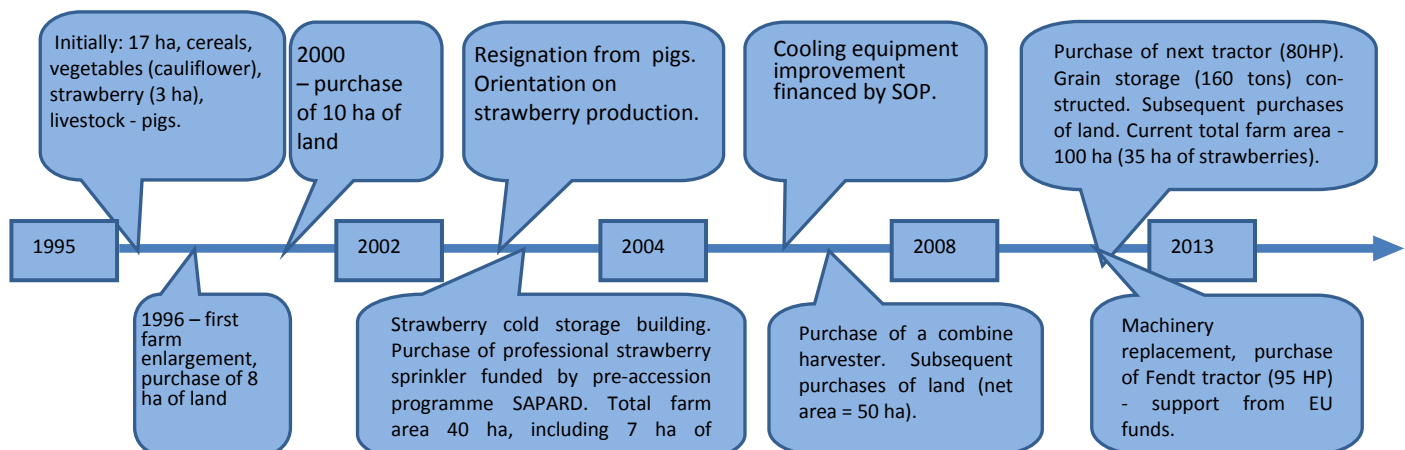 Initially: 17 ha, cereals,
vegetables (cauliflower),
strawberry (3 ha),
livestock - pigs.
2000
– purchase
of 10 ha of
land
Resignation from pigs.
Orientation on
strawberry production.
Cooling equipment
improvement
financed by SOP.
Purchase of next tractor (80HP).
Grain storage (160 tons) con-
structed. Subsequent purchases
of land. Current total farm area -
100 ha (35 ha of strawberries).
1995
2002
2004
2008
2013
1996 – first
farm
enlargement,
purchase of 8
ha of land
Strawberry cold storage building.
Purchase of professional strawberry
sprinkler funded by pre-accession
programme SAPARD. Total farm
area 40 ha, including 7 ha of
Purchase of a combine
harvester. Subsequent
purchases of land (net
area = 50 ha).
Machinery
replacement, purchase
of Fendt tractor (95 HP)
- support from EU
funds.